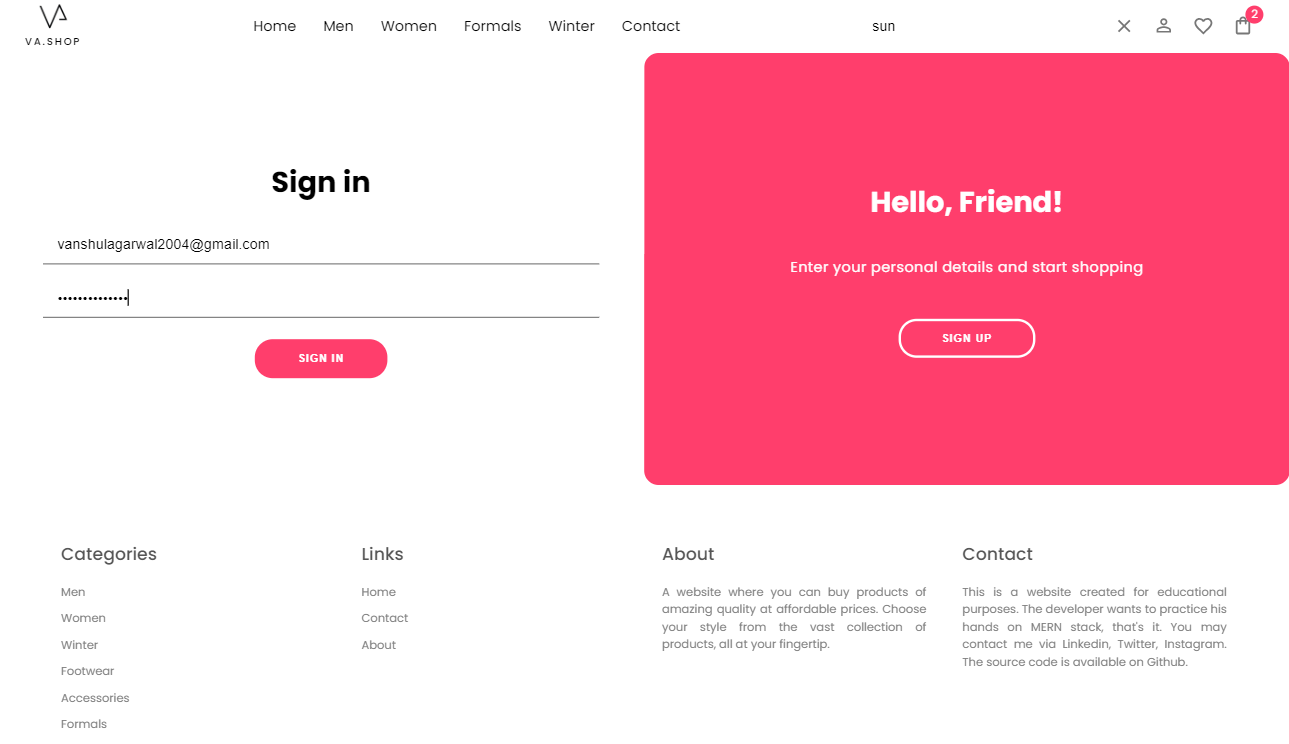 VA
VA.SHOP
Home Men Women Formals Winter Contact
sun
2
Sign in
vanshulagarwal2004@gmail.com
••••••••••••••
SIGN IN
Hello, Friend!
Enter your personal details and start shopping
SIGN UP
Categories
Men
Women
Winter
Footwear
Accessories
Formals
Links
Home
Contact
About
About
A website where you can buy products of
amazing quality at affordable prices. Choose
your style from the vast collection of
products, all at your fingertip.
Contact
This is a website created for educational
purposes. The developer wants to practice his
hands on MERN stack, that's it. You may
contact me via Linkedin, Twitter, Instagram.
The source code is available on Github.